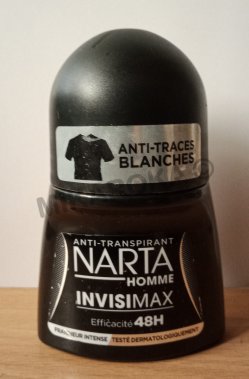 ANTI-TRACES
BLANCHES
ANTI-TRANSPIRANT
NARTA
HOMME
INVISIMAX
Efficacité 48H
FRAÎCHEUR INTENSE TESTÉ DERMATOLOGIQUEMENT